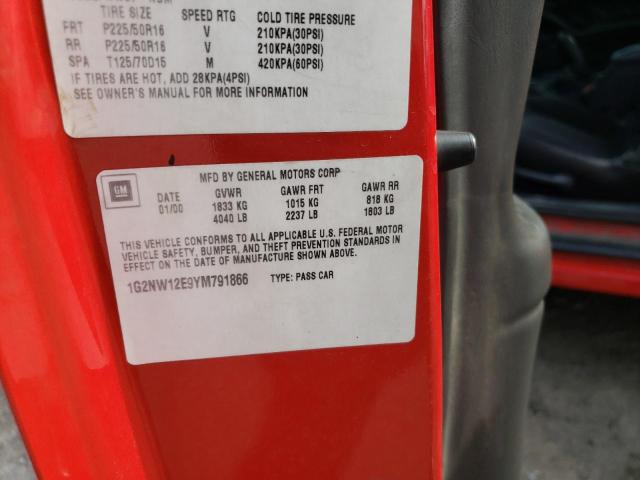 TIRE SIZE SPEED RTG COLD TIRE PRESSURE
FRT P225/50R16 V 210KPA(30PSI)
RR P225/50R16 V 210KPA(30PSI)
SPA T125/70D15 M 420KPA(60PSI)
IF TIRES ARE HOT, ADD 28KPA(4PSI)
SEE OWNER'S MANUAL FOR MORE INFORMATION
GM
MFD BY GENERAL MOTORS CORP
DATE GVWR GAWR FRT GAWR RR
01/00 1833 KG 1015 KG 818 KG
4040 LB 2237 LB 1803 LB
THIS VEHICLE CONFORMS TO ALL APPLICABLE U.S. FEDERAL MOTOR
VEHICLE SAFETY, BUMPER, AND THEFT PREVENTION STANDARDS IN
EFFECT ON THE DATE OF MANUFACTURE SHOWN ABOVE.
1G2NW12E9YM791866 TYPE: PASS CAR